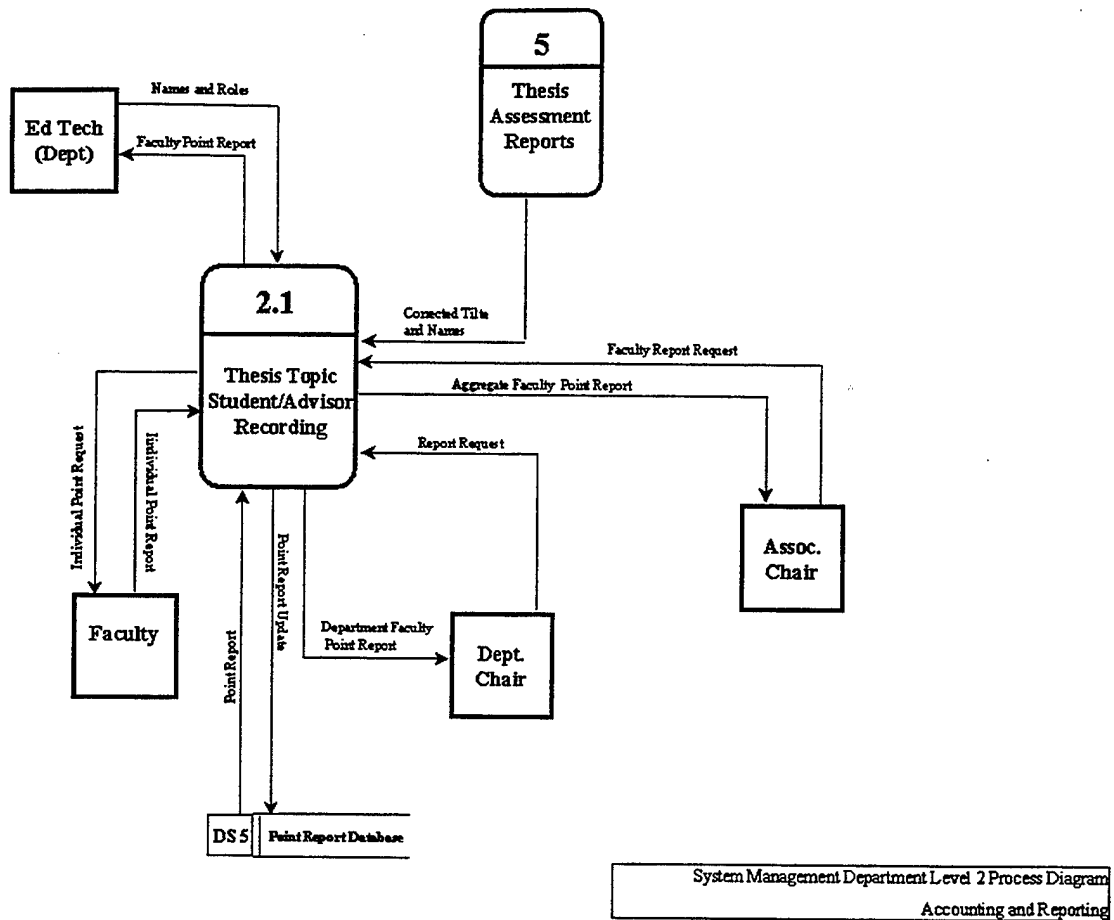 5
Thesis
Assessment
Reports
Names and Roles
Ed Tech
(Dept)
Faculty Point Report
2.1
Thesis Topic
Student/Advisor
Recording
Corrected Tilte
and Names
Faculty Report Request
Aggregate Faculty Point Report
Report Request
Individual Point Request
Iindividual Point Report
Assoc.
Chair
Faculty
Point Report
Point Report Update
Department Faculty
Point Report
Dept.
Chair
DS 5
Point Report Database
System Management Department Level 2 Process Diagram
Accounting and Reporting